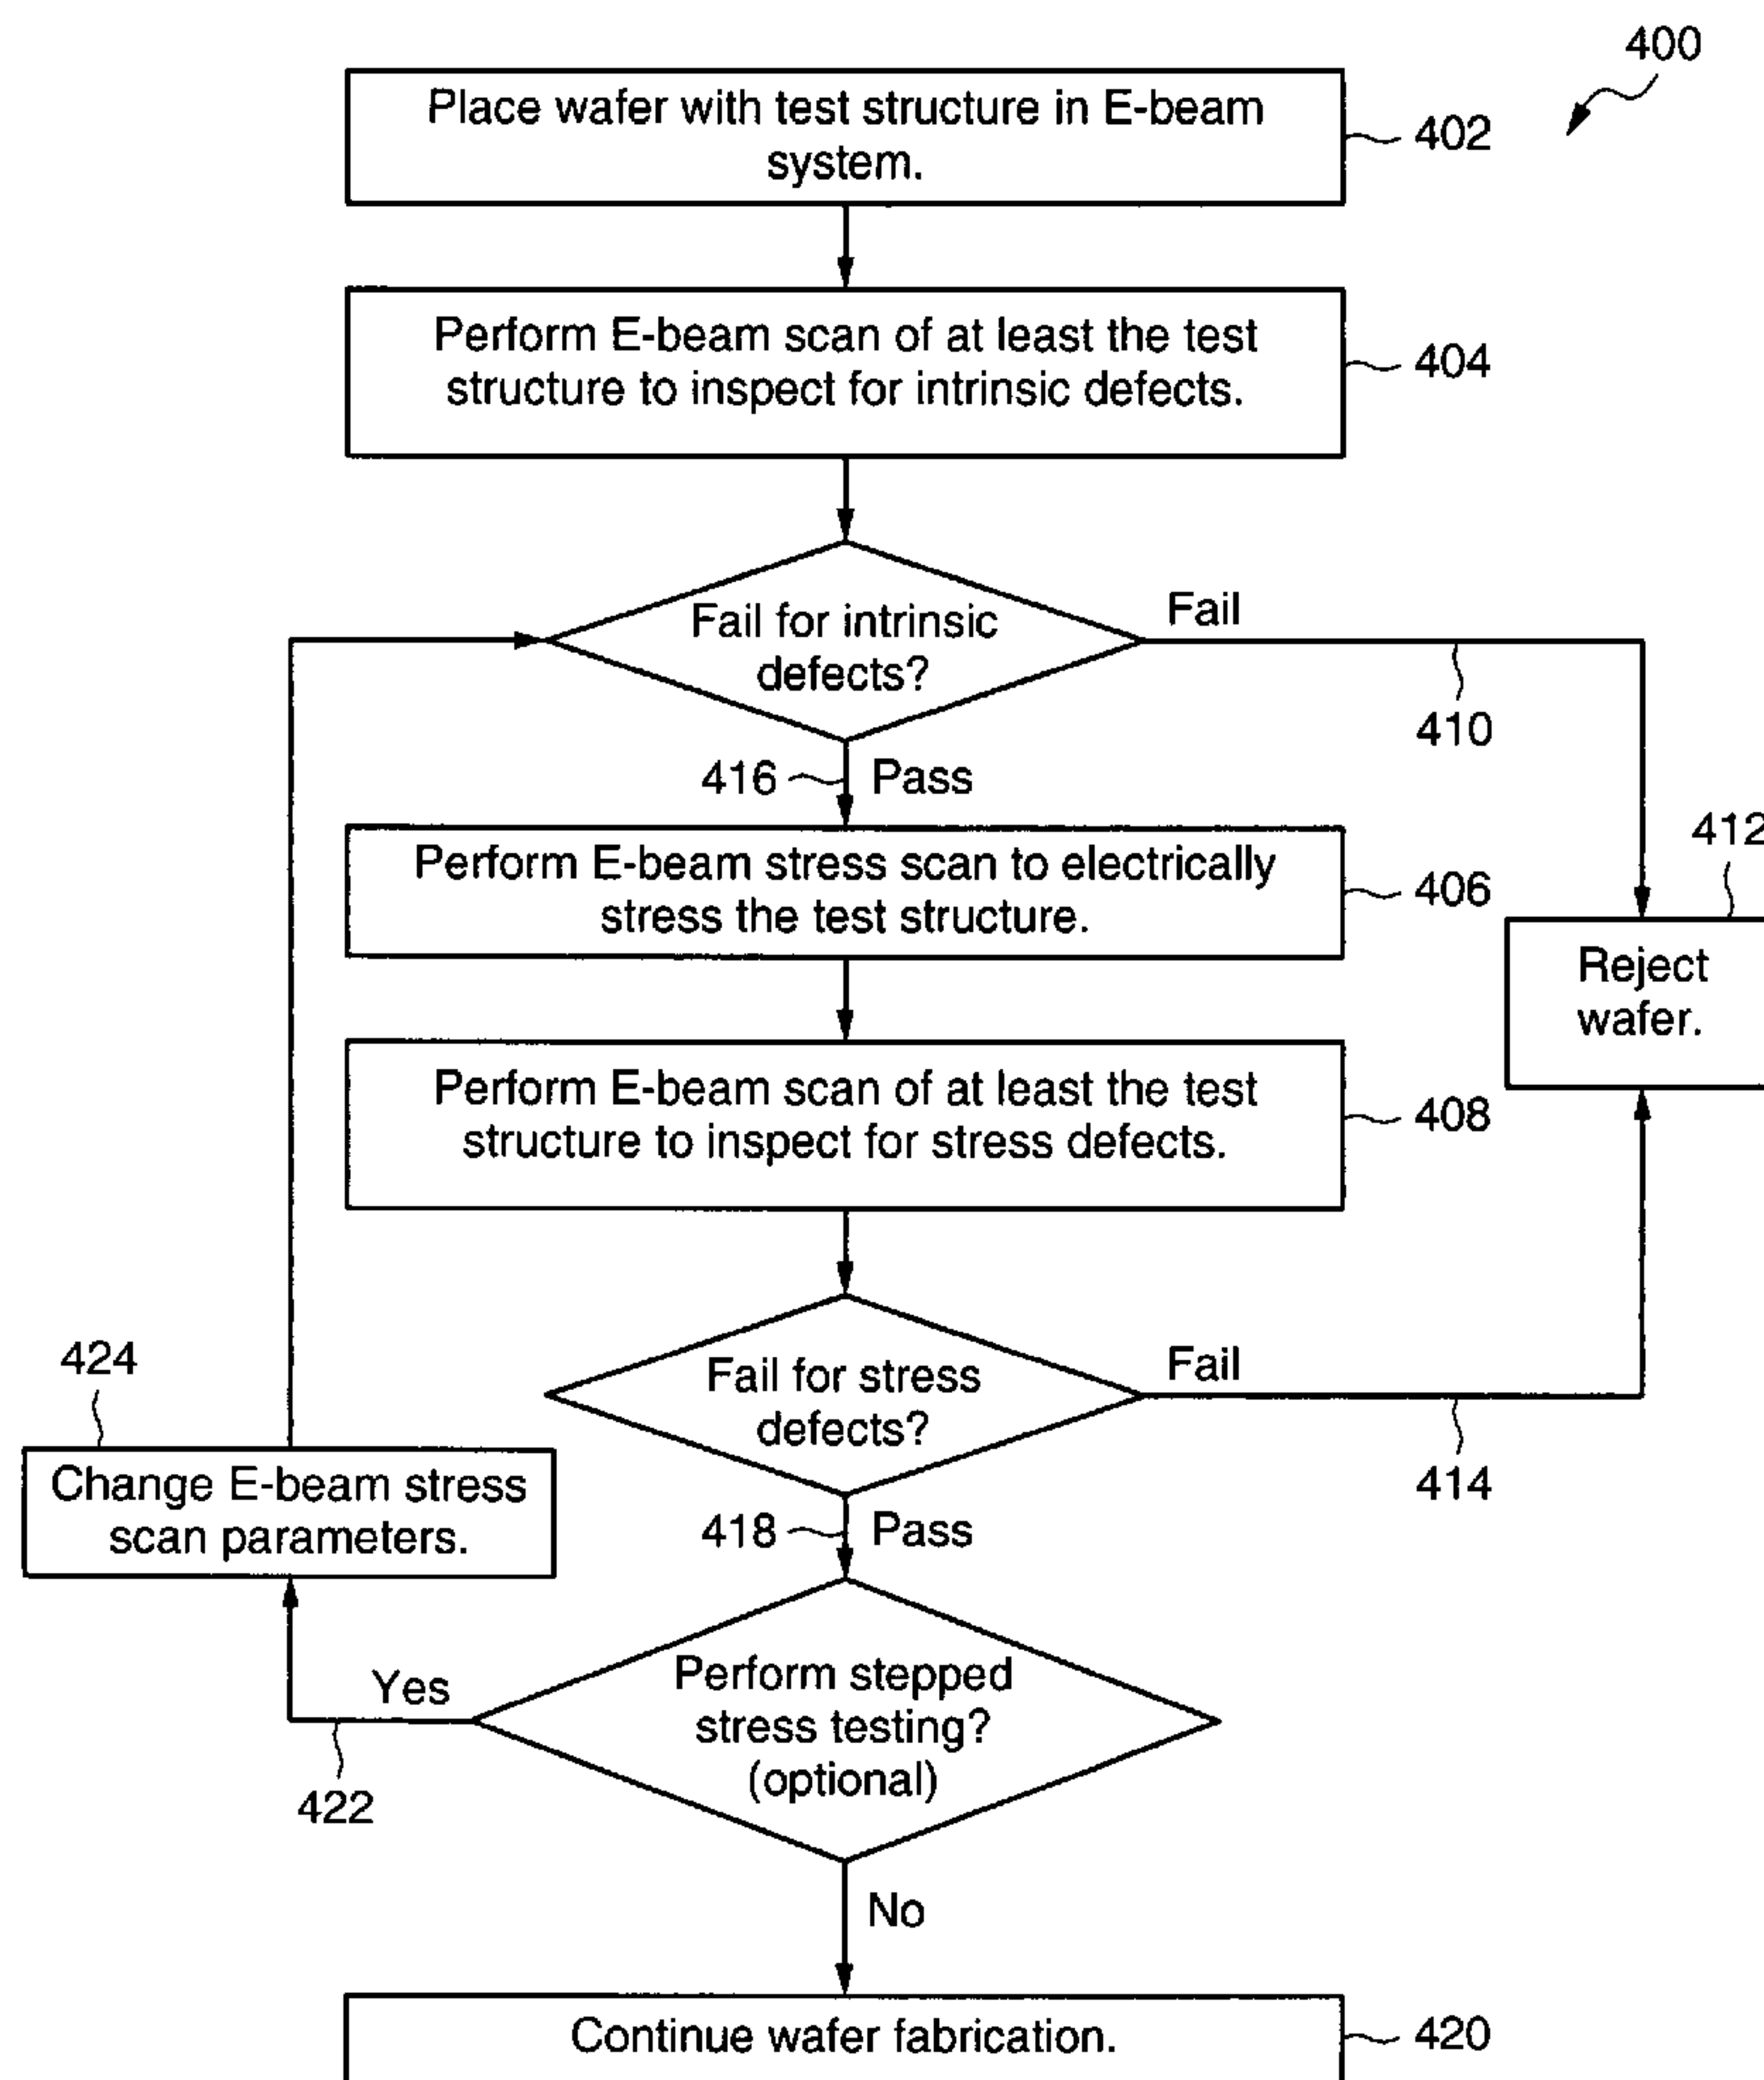 400
Place wafer with test structure in E-beam
system.
402
Perform E-beam scan of at least the test
structure to inspect for intrinsic defects.
404
Fail for intrinsic
defects?
Fail
410
416
Pass
412
Perform E-beam stress scan to electrically
stress the test structure.
406
Reject
wafer.
Perform E-beam scan of at least the test
structure to inspect for stress defects.
408
Fail for stress
defects?
Fail
414
424
Change E-beam stress
scan parameters.
418
Pass
Perform stepped
stress testing?
(optional)
Yes
422
No
Continue wafer fabrication.
420